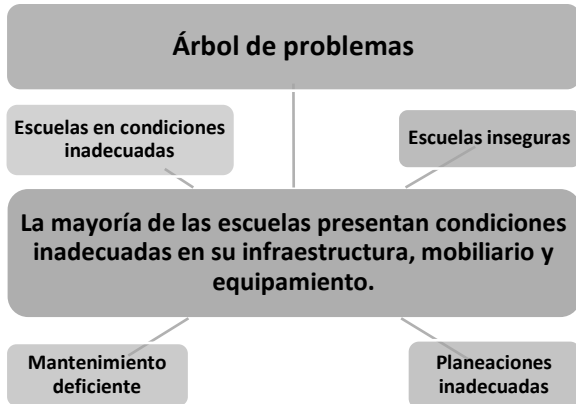 Árbol de problemas
Escuelas en condiciones
inadecuadas
Escuelas inseguras
La mayoría de las escuelas presentan condiciones
inadecuadas en su infraestructura, mobiliario y
equipamiento.
Mantenimiento
deficiente
Planeaciones
inadecuadas